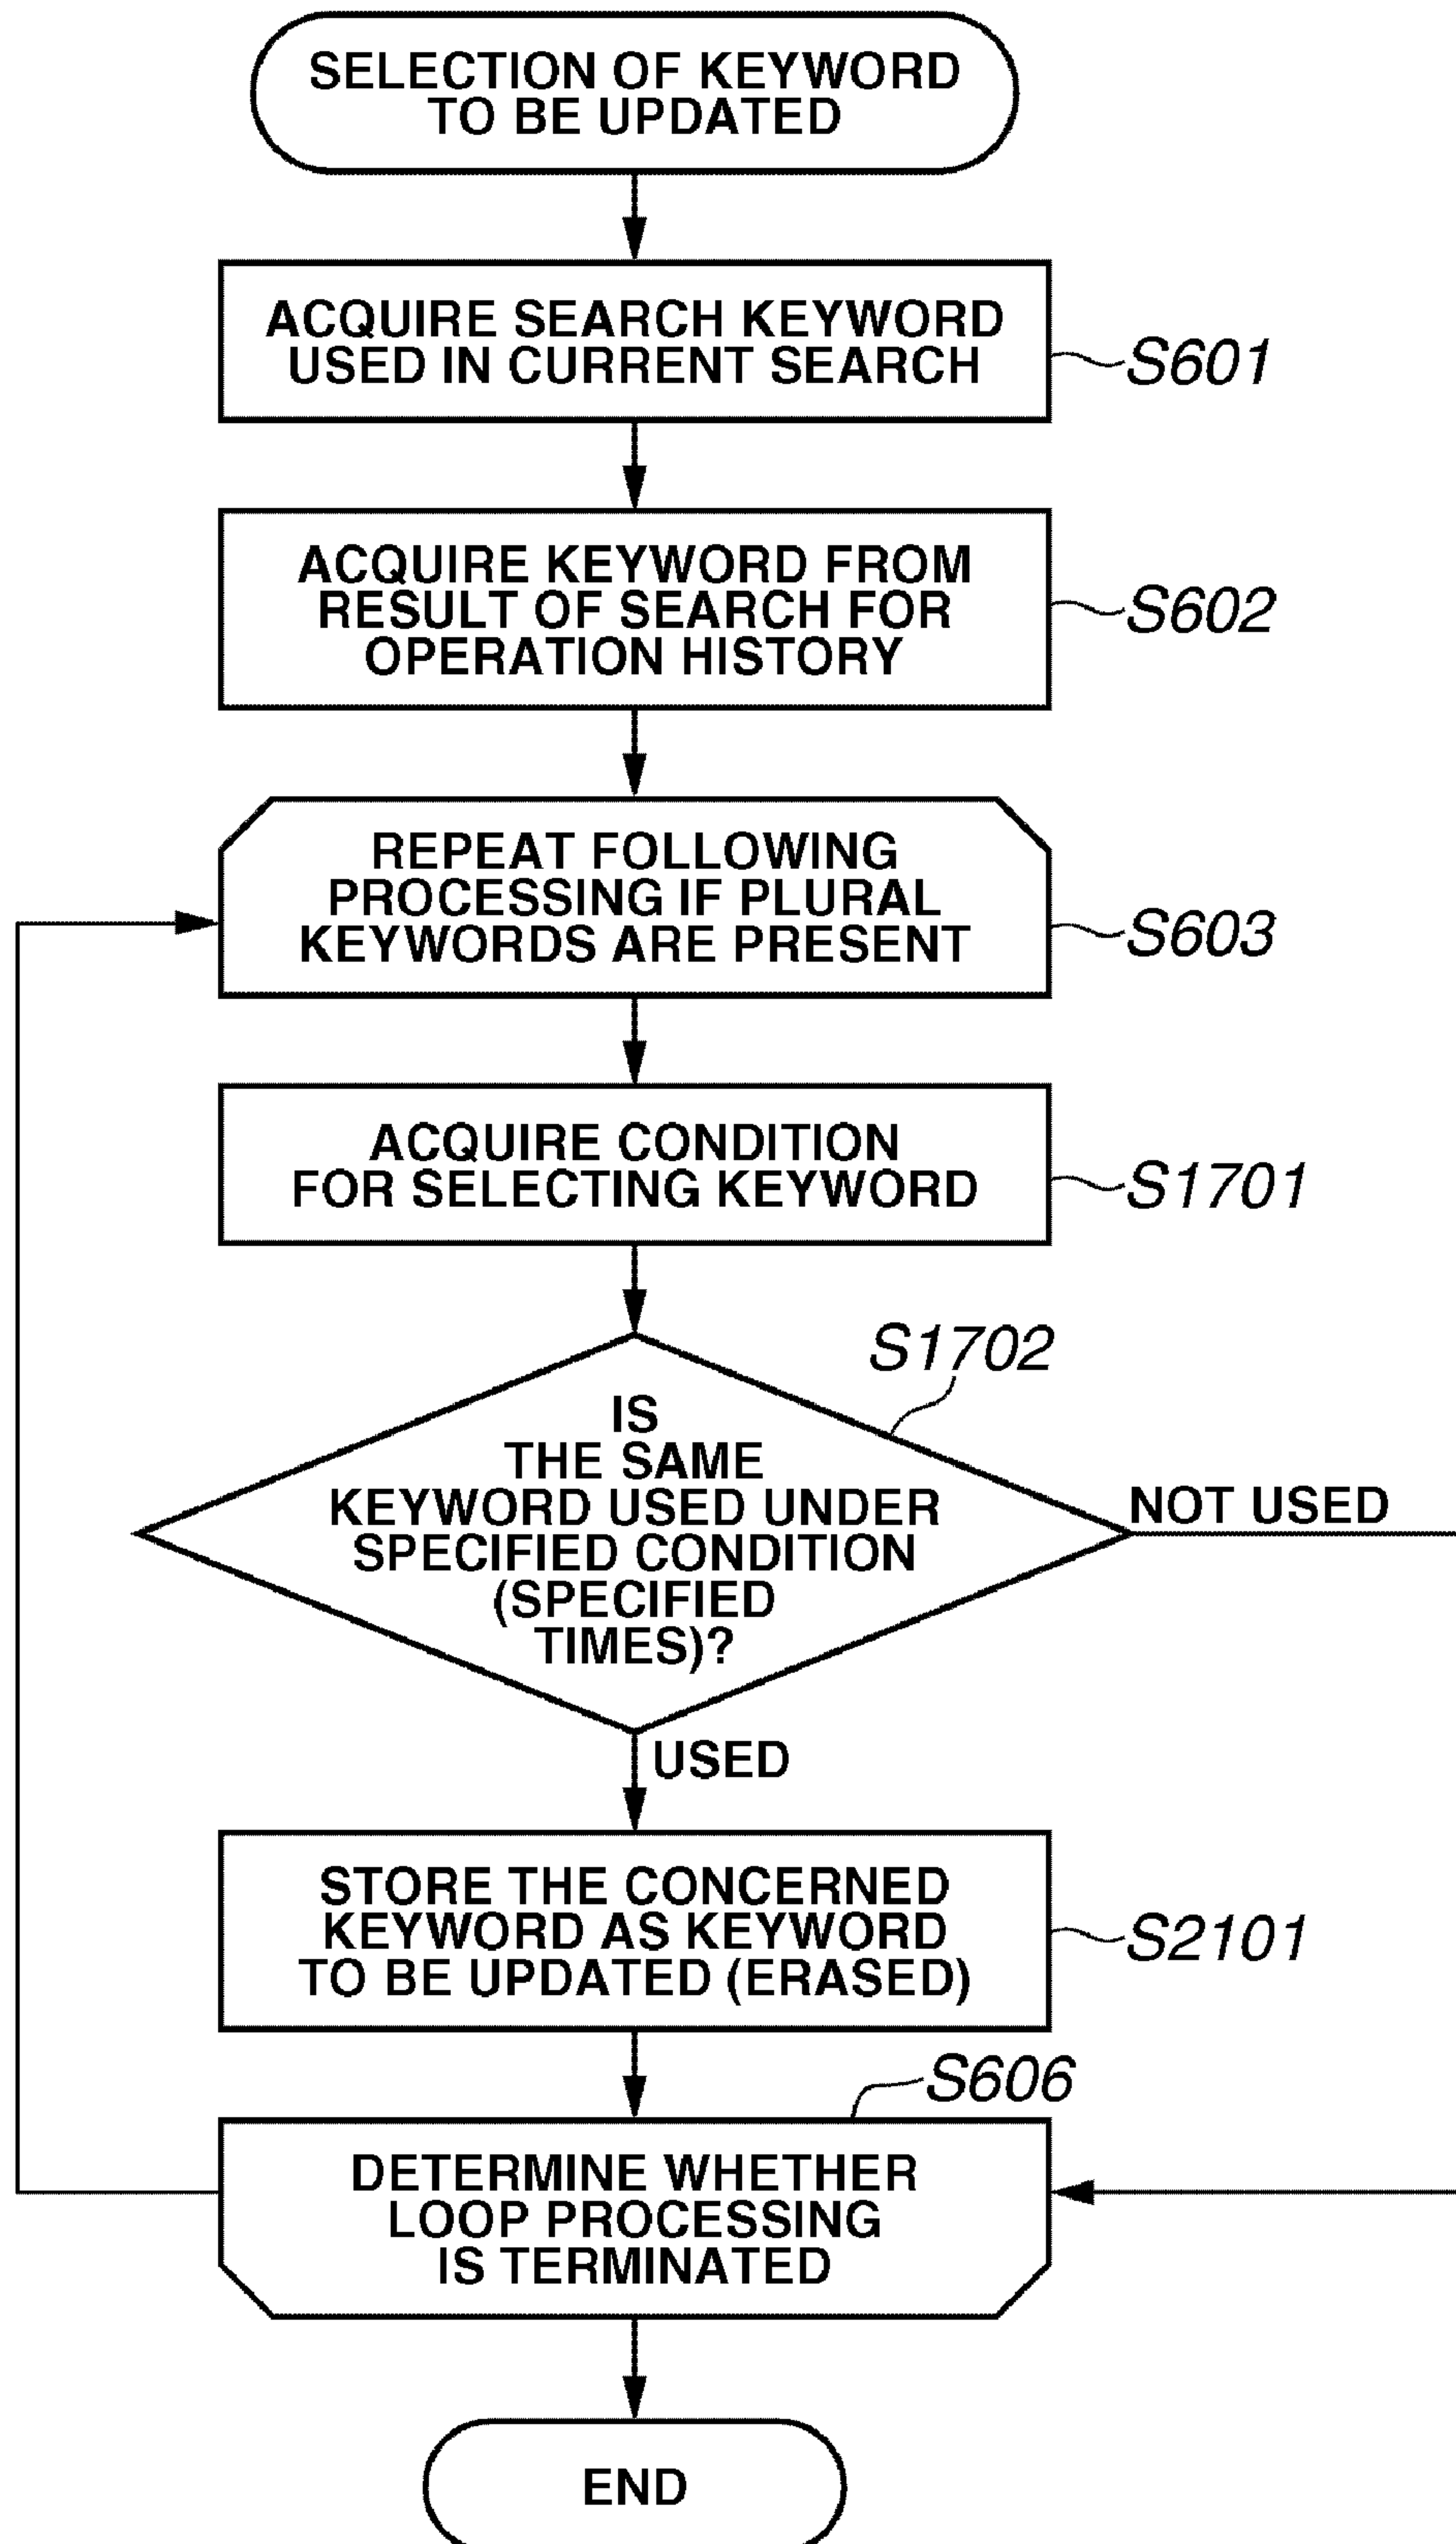 SELECTION OF KEYWORD
TO BE UPDATED
ACQUIRE SEARCH KEYWORD
USED IN CURRENT SEARCH
S601
ACQUIRE KEYWORD FROM
RESULT OF SEARCH FOR
OPERATION HISTORY
S602
REPEAT FOLLOWING
PROCESSING IF PLURAL
KEYWORDS ARE PRESENT
S603
ACQUIRE CONDITION
FOR SELECTING KEYWORD
S1701
S1702
IS
THE SAME
KEYWORD USED UNDER
SPECIFIED CONDITION
(SPECIFIED
TIMES)?
NOT USED
USED
STORE THE CONCERNED
KEYWORD AS KEYWORD
TO BE UPDATED (ERASED)
S2101
S606
DETERMINE WHETHER
LOOP PROCESSING
IS TERMINATED
END